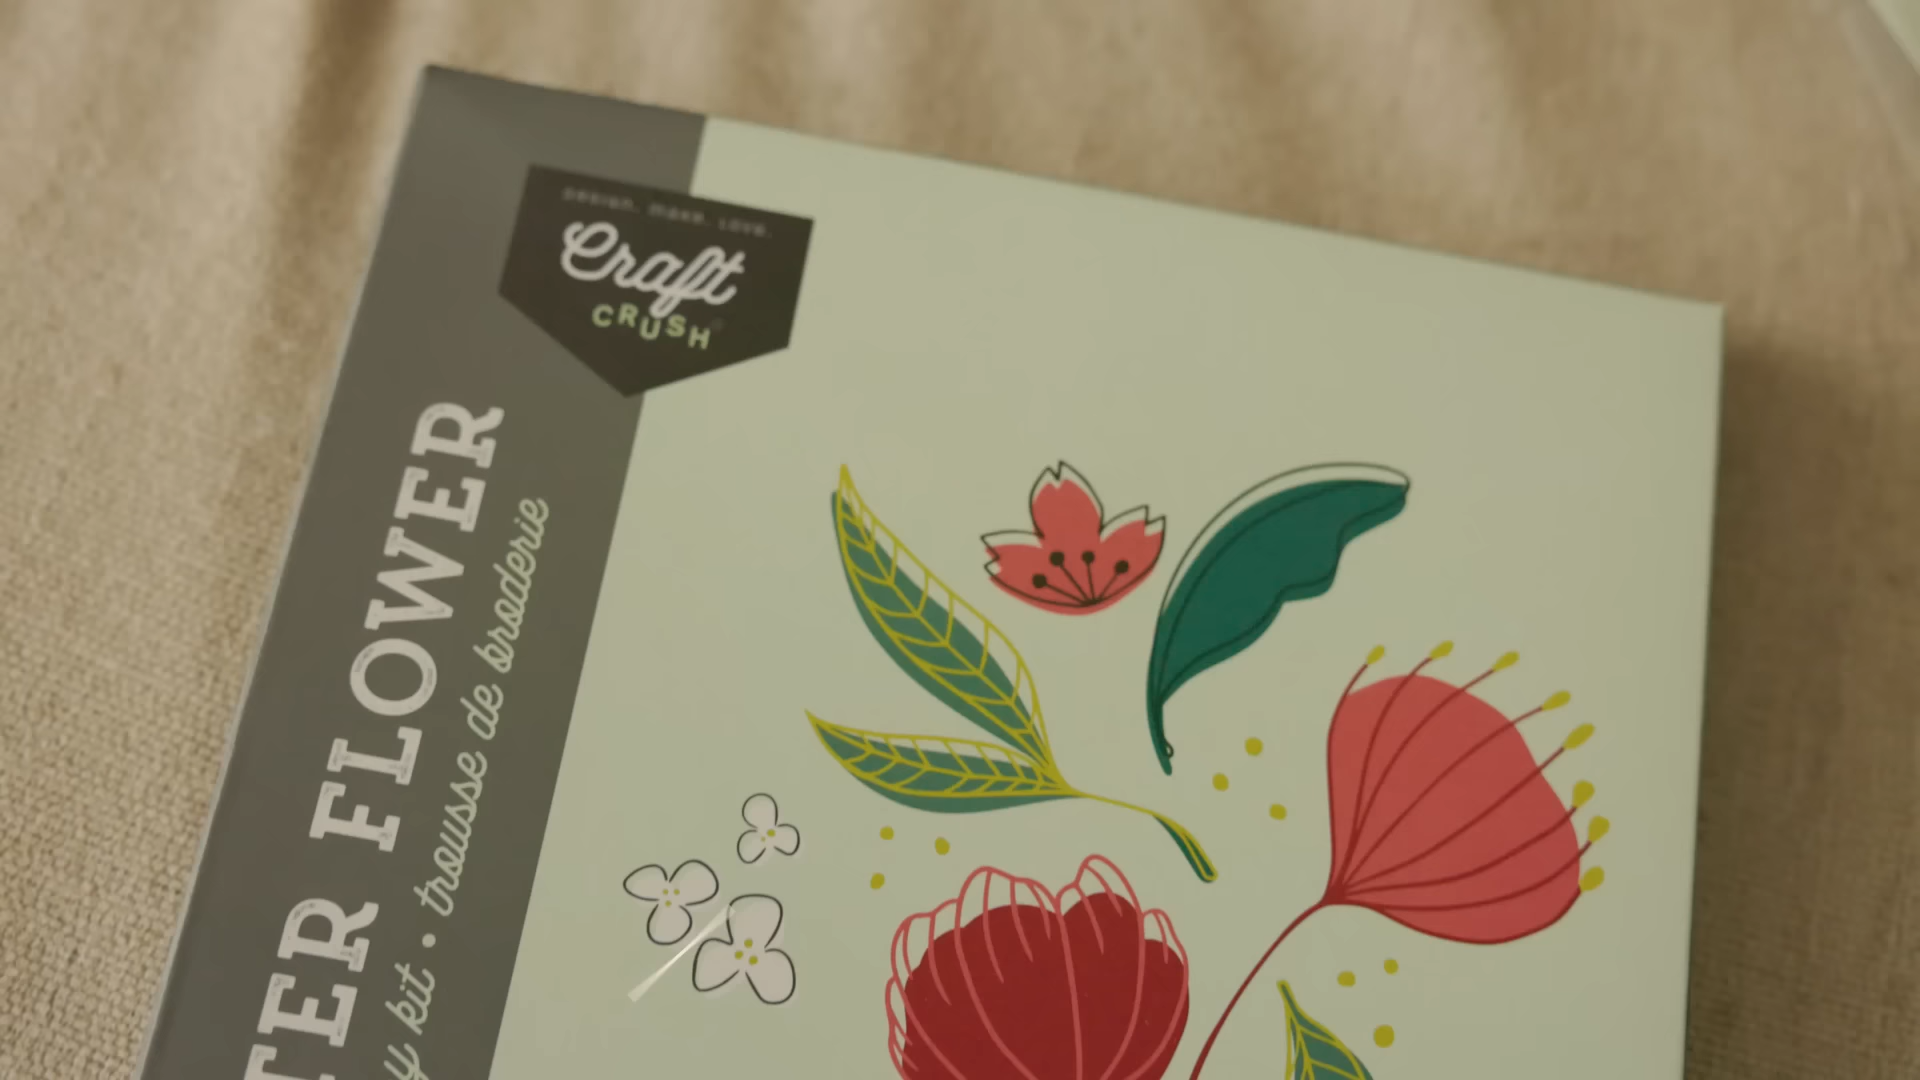 DESIGN. MAKE. LOVE.
Craft
CRUSH
TER FLOWER
y kit • trousse de broderie